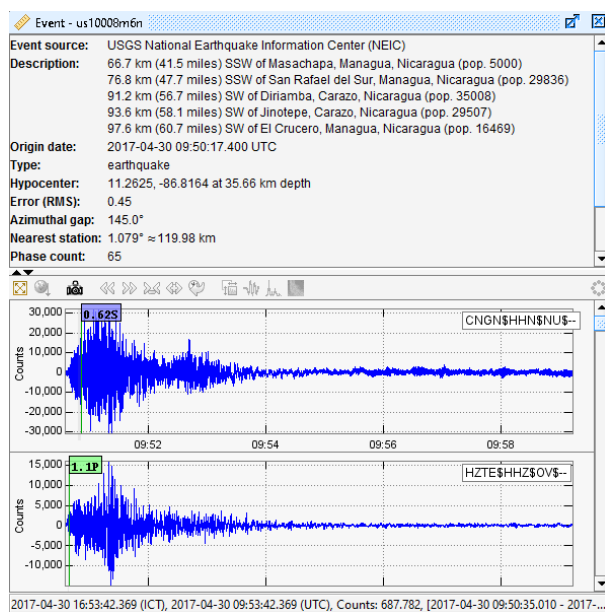 Event - us10008m6n
Event source: USGS National Earthquake Information Center (NEIC)
Description: 66.7 km (41.5 miles) SSW of Masachapa, Managua, Nicaragua (pop. 5000)
76.8 km (47.7 miles) SW of San Rafael del Sur, Managua, Nicaragua (pop. 29836)
91.2 km (56.7 miles) SW of Diriamba, Carazo, Nicaragua (pop. 35008)
93.6 km (58.1 miles) SW of Jinotepe, Carazo, Nicaragua (pop. 29507)
97.6 km (60.7 miles) SW of El Crucero, Managua, Nicaragua (pop. 16469)
Origin date: 2017-04-30 09:50:17.400 UTC
Type: earthquake
Hypocenter: 11.2625, -86.8164 at 35.66 km depth
Error (RMS): 0.45
Azimuthal gap: 145.0°
Nearest station: 1.079° ≈ 119.98 km
Phase count: 65
30,000
0.62S
CNGN$HHN$NU$--
20,000
10,000
Counts
0
-10,000
-20,000
-30,000
09:52 09:54 09:56 09:58
15,000
1.1P
HZTE$HHZ$OV$--
10,000
5,000
Counts
0
-5,000
-10,000
2017-04-30 16:53:42.369 (ICT), 2017-04-30 09:53:42.369 (UTC), Counts: 687.782, [2017-04-30 09:50:35.010 - 2017-...